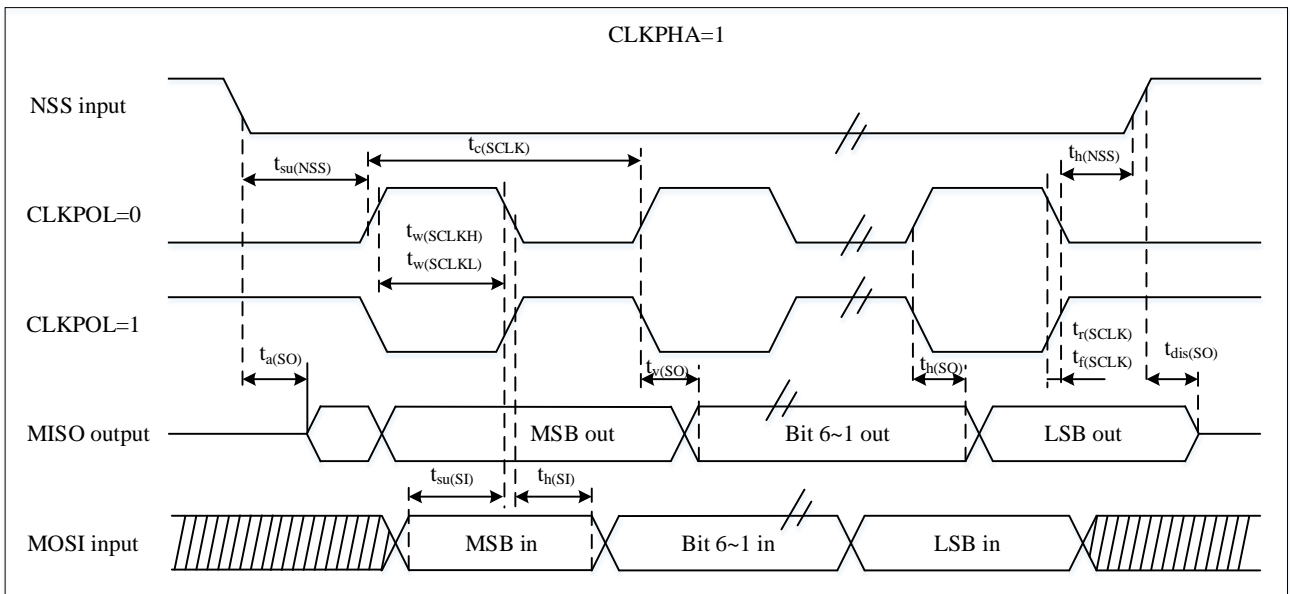 CLKPHA=1
NSS input
tc(SCLK)
tsu(NSS)
th(NSS)
CLKPOL=0
tw(SCLKH)
tw(SCLKL)
CLKPOL=1
tr(SCLK)
tf(SCLK)
ta(SO)
tv(SO)
th(SO)
tdis(SO)
MISO output
MSB out
Bit 6~1 out
LSB out
tsu(SI)
th(SI)
MOSI input
MSB in
Bit 6~1 in
LSB in